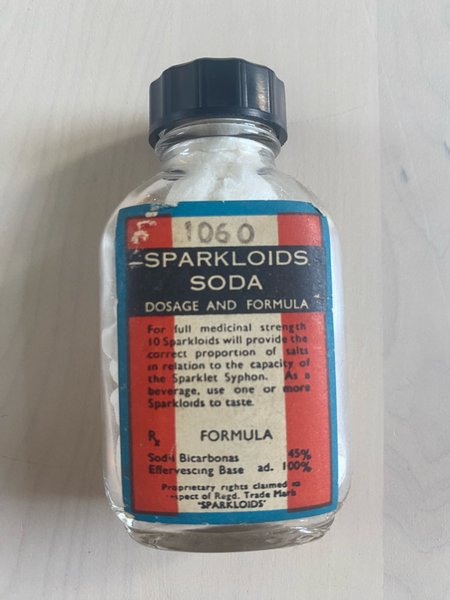 1060
SPARKLOIDS
SODA
DOSAGE AND FORMULA
For full medicinal strength
10 Sparkloids will provide the
correct proportion of salts
in relation to the capacity of
the Sparklet Syphon. As a
beverage, use one or more
Sparkloids to taste.
℞ FORMULA
Sodii Bicarbonas 45%
Effervescing Base ad. 100%
Proprietary rights claimed
spect of Regd. Trade Mark
"SPARKLOIDS"